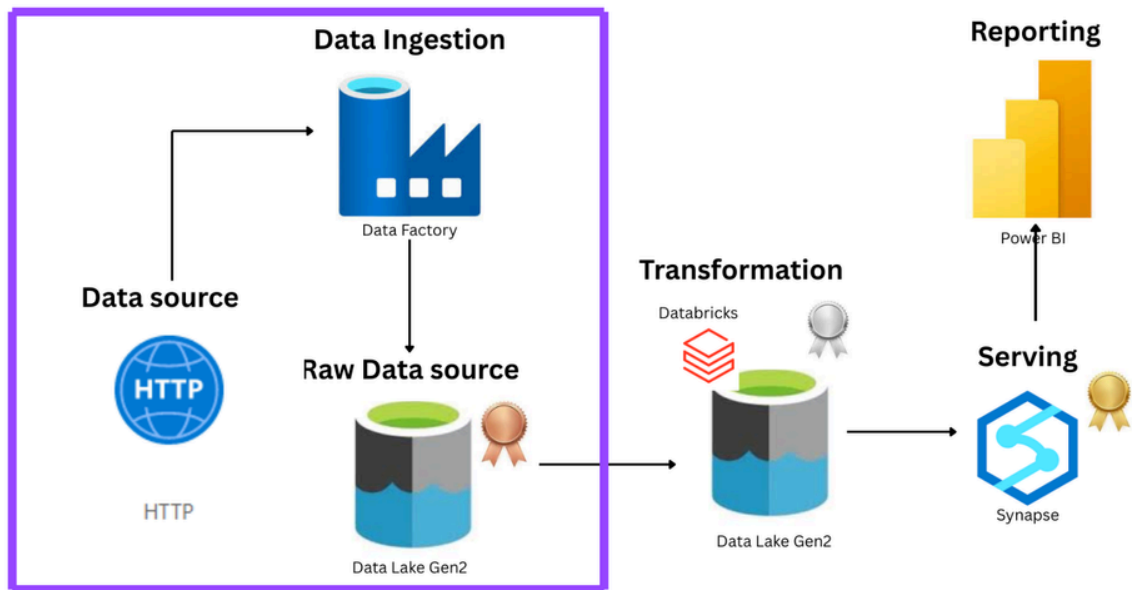 Data Ingestion
Data Factory
Data source
HTTP
HTTP
Raw Data source
Data Lake Gen2
Transformation
Databricks
Data Lake Gen2
Reporting
Power BI
Serving
Synapse